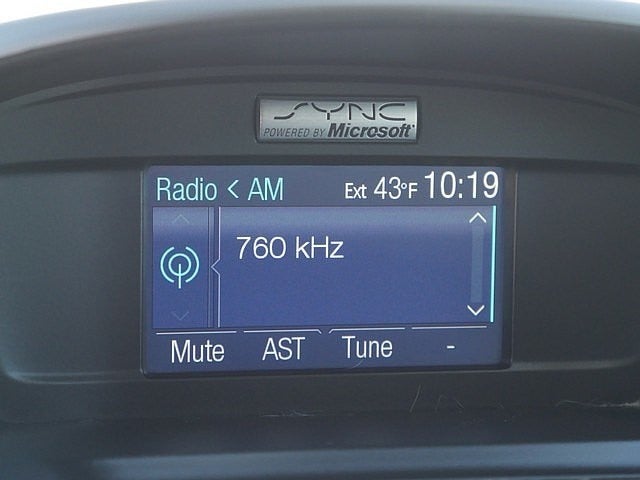 SYNC
POWERED BY Microsoft®
Radio < AM Ext 43°F 10:19
760 kHz
Mute AST Tune -